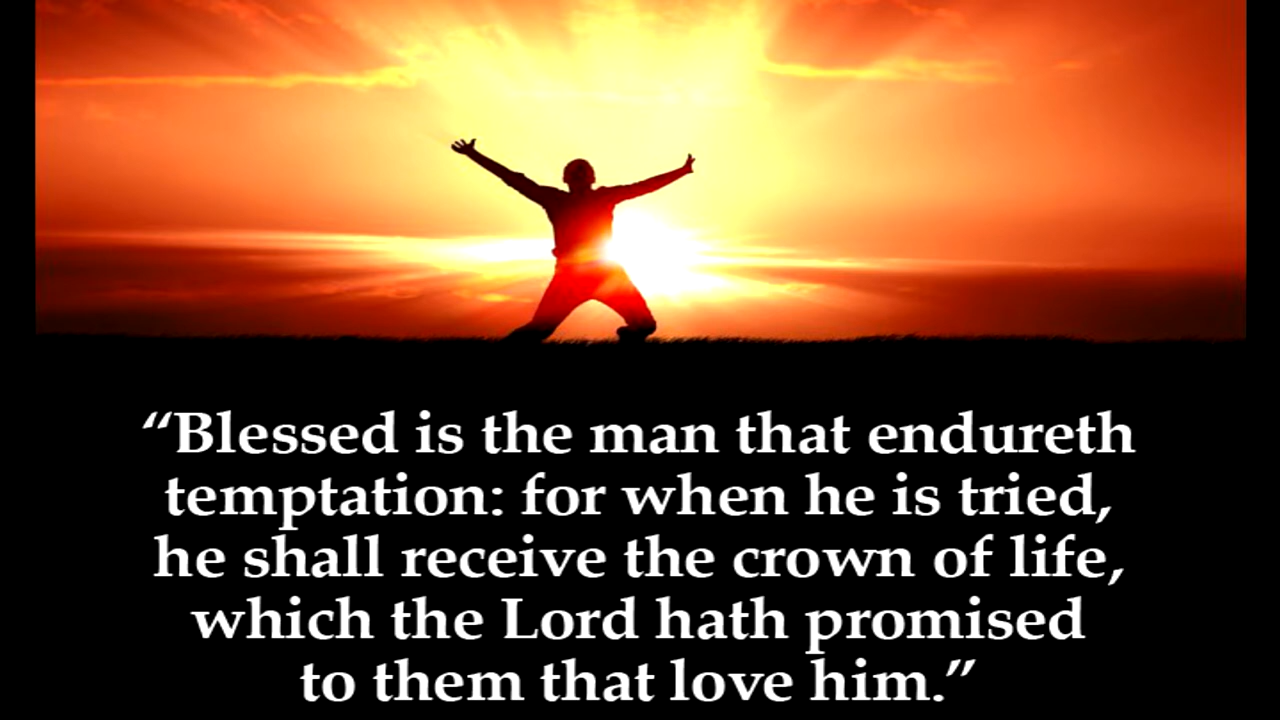 “Blessed is the man that endureth
temptation: for when he is tried,
he shall receive the crown of life,
which the Lord hath promised
to them that love him.”